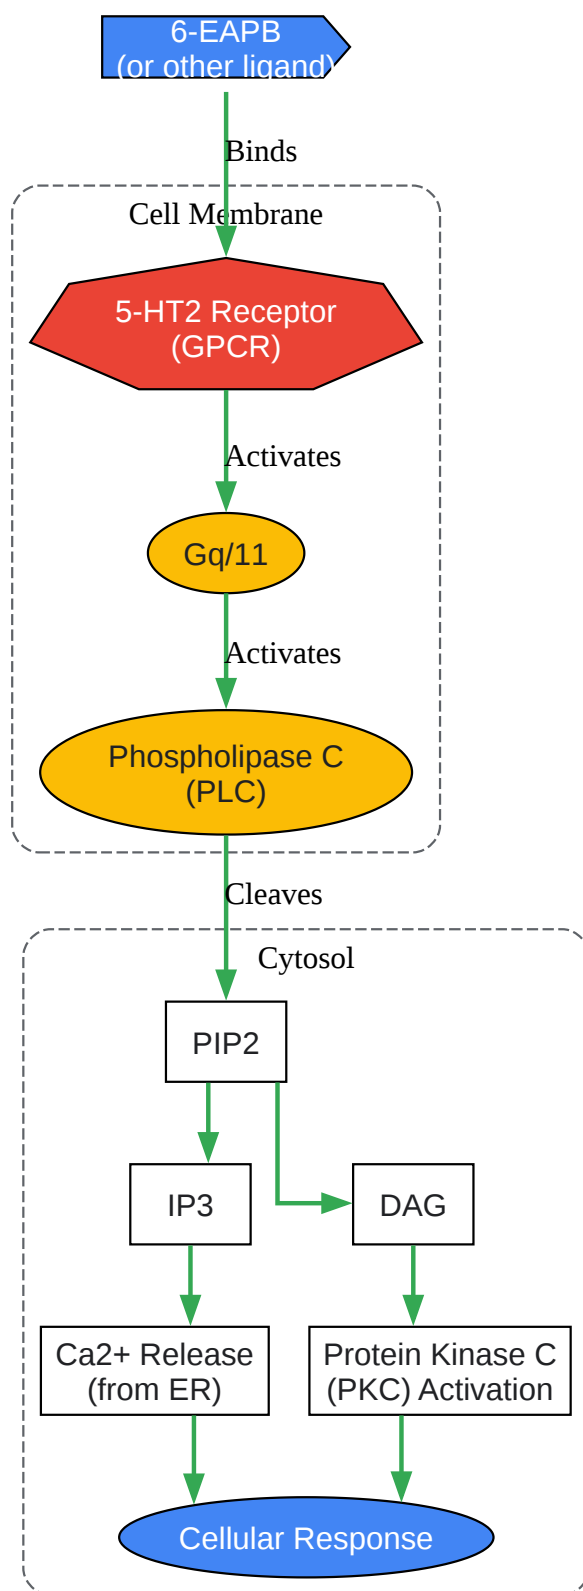 6-EAPB
(or other ligand)
Binds
Cell Membrane
5-HT2 Receptor
(GPCR)
Activates
Gq/11
Activates
Phospholipase C
(PLC)
Cleaves
Cytosol
PIP2
IP3
DAG
Ca2+ Release
(from ER)
Protein Kinase C
(PKC) Activation
Cellular Response